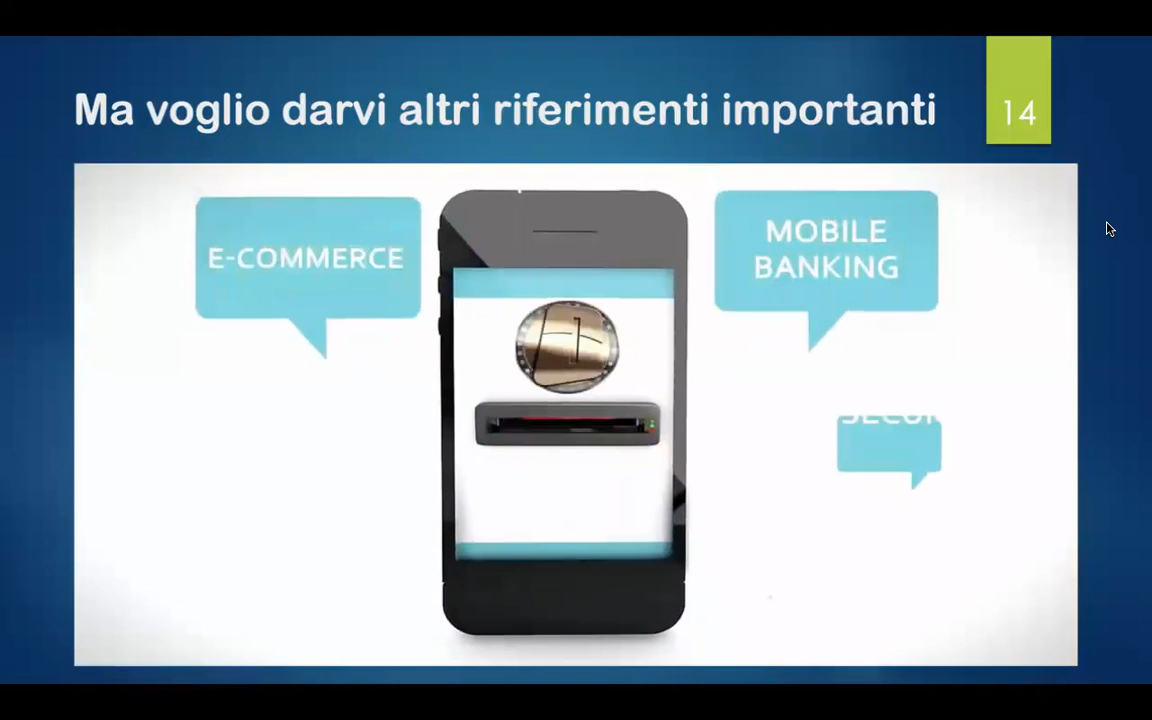 Ma voglio darvi altri riferimenti importanti
14
E-COMMERCE
MOBILE
BANKING